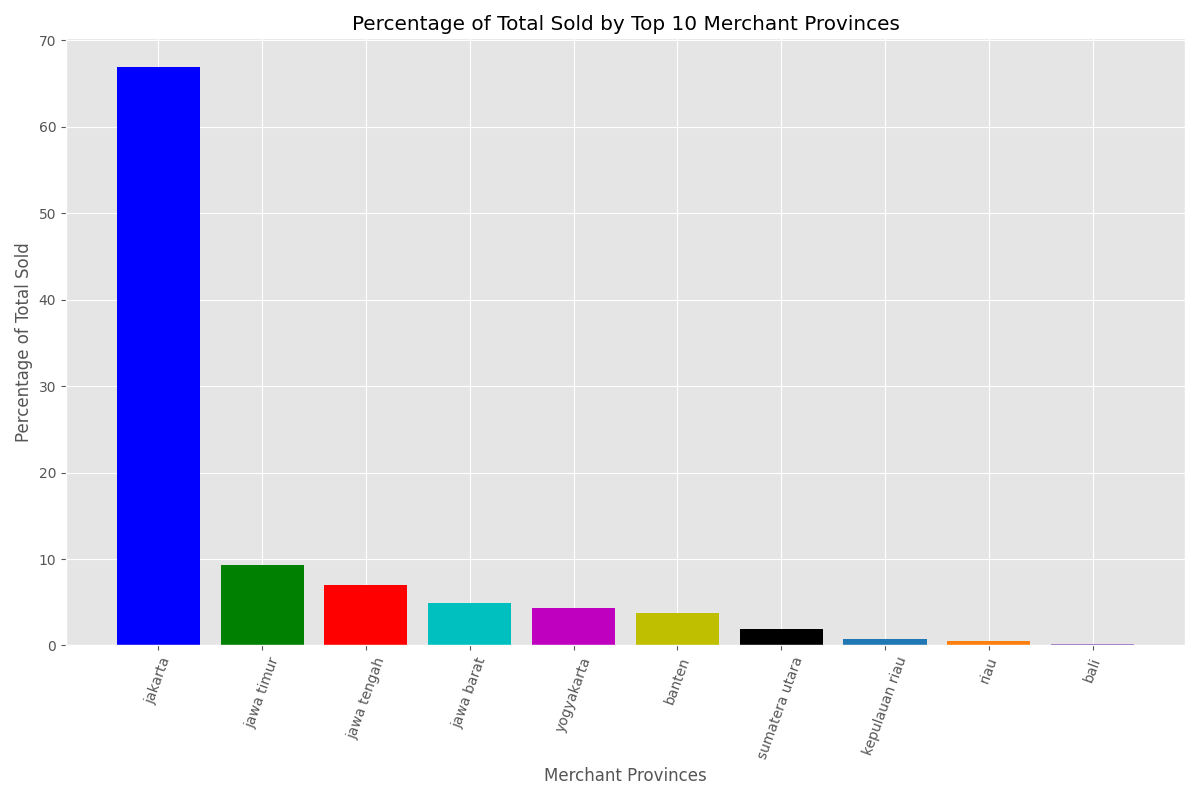 Percentage of Total Sold by Top 10 Merchant Provinces
Percentage of Total Sold
70
60
50
40
30
20
10
0
jakarta
jawa timur
jawa tengah
jawa barat
yogyakarta
banten
sumatera utara
kepulauan riau
riau
bali
Merchant Provinces